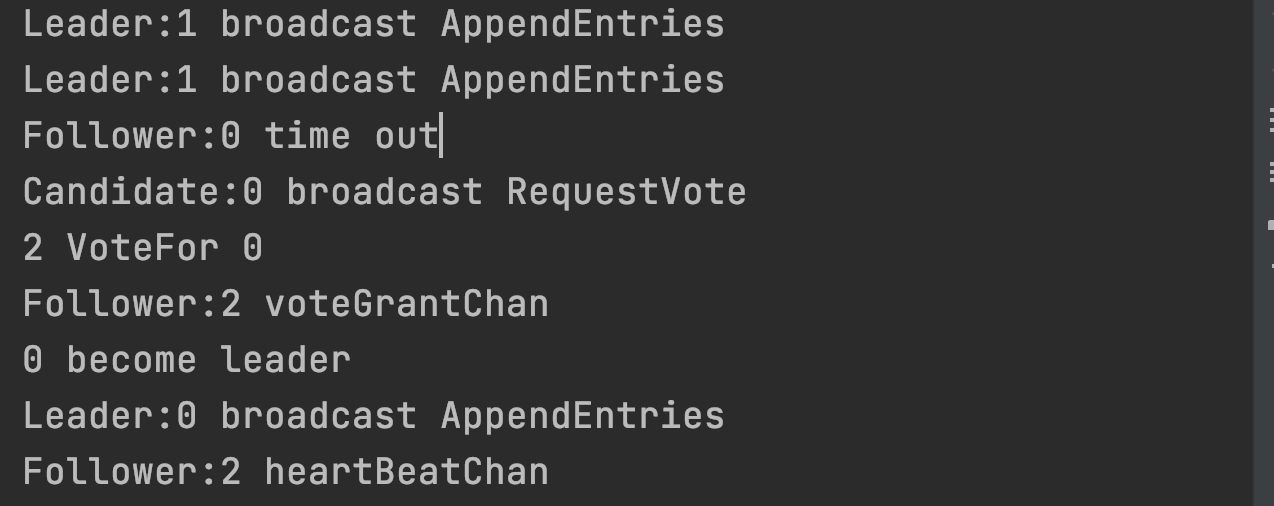 Leader:1 broadcast AppendEntries
Leader:1 broadcast AppendEntries
Follower:0 time out
Candidate:0 broadcast RequestVote
2 VoteFor 0
Follower:2 voteGrantChan
0 become leader
Leader:0 broadcast AppendEntries
Follower:2 heartBeatChan